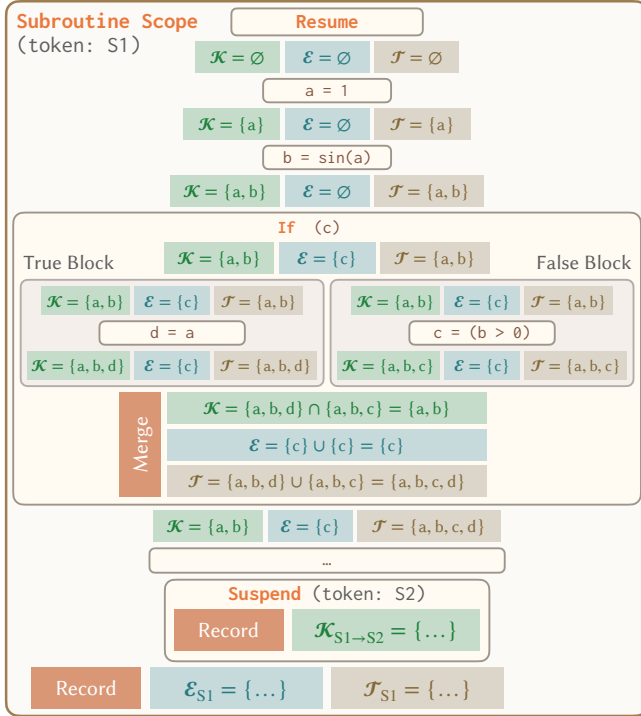 Subroutine Scope
(token: S1)
Resume
𝒦 = ∅ ℰ = ∅ 𝒯 = ∅
a = 1
𝒦 = {a} ℰ = ∅ 𝒯 = {a}
b = sin(a)
𝒦 = {a, b} ℰ = ∅ 𝒯 = {a, b}
If (c)
𝒦 = {a, b} ℰ = {c} 𝒯 = {a, b}
True Block
𝒦 = {a, b} ℰ = {c} 𝒯 = {a, b}
d = a
𝒦 = {a, b, d} ℰ = {c} 𝒯 = {a, b, d}
False Block
𝒦 = {a, b} ℰ = {c} 𝒯 = {a, b}
c = (b > 0)
𝒦 = {a, b, c} ℰ = {c} 𝒯 = {a, b, c}
Merge
𝒦 = {a, b, d} ∩ {a, b, c} = {a, b}
ℰ = {c} ∪ {c} = {c}
𝒯 = {a, b, d} ∪ {a, b, c} = {a, b, c, d}
𝒦 = {a, b} ℰ = {c} 𝒯 = {a, b, c, d}
…
Suspend (token: S2)
Record 𝒦S1→S2 = {…}
Record ℰS1 = {…} 𝒯S1 = {…}